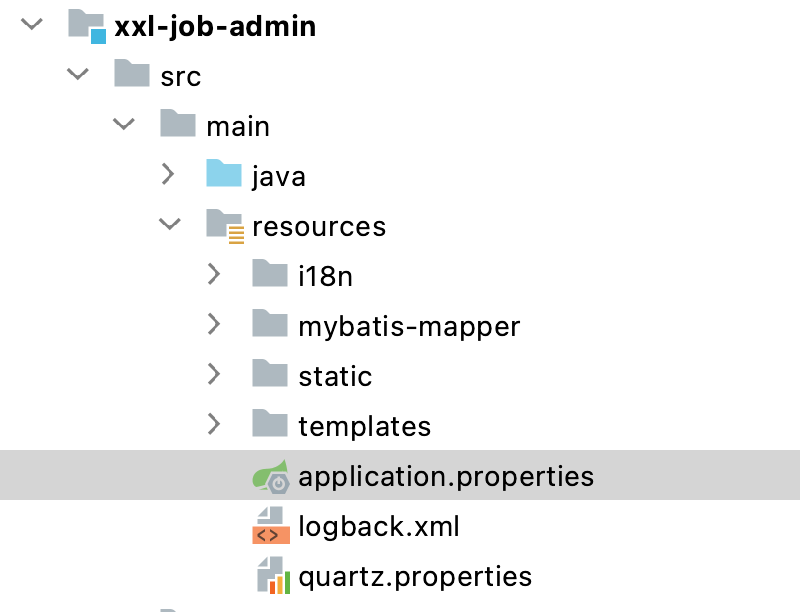 xxl-job-admin
src
main
java
resources
i18n
mybatis-mapper
static
templates
application.properties
logback.xml
quartz.properties